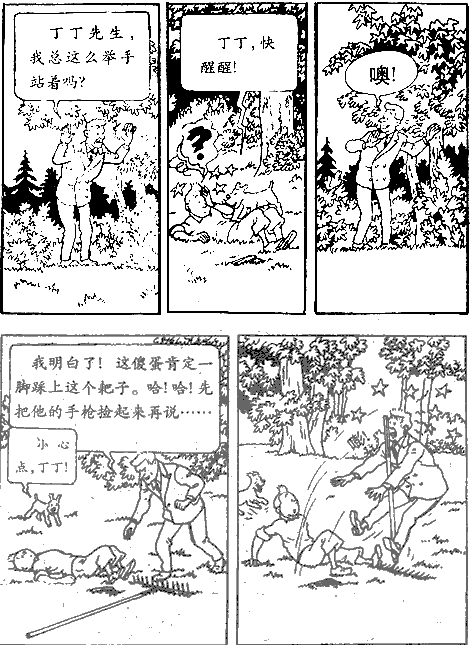 丁丁先生，
我总这么举手
站着吗？
丁丁，快
醒醒！
噢！
我明白了！这傻蛋肯定一
脚踩上这个耙子。哈！哈！先
把他的手枪捡起来再说……
小心
点，丁丁！
?